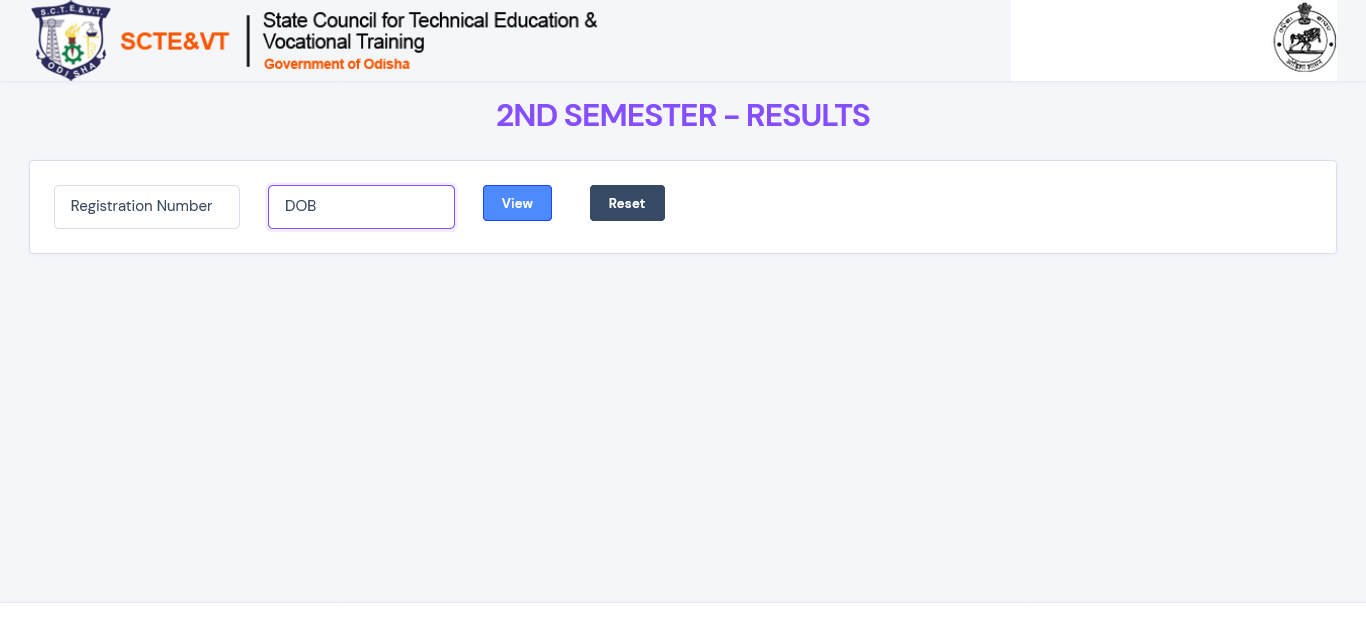 S.C.T.E.&V.T.
ODISHA
SCTE&VT
State Council for Technical Education &
Vocational Training
Government of Odisha
2ND SEMESTER - RESULTS
Registration Number
DOB
View
Reset